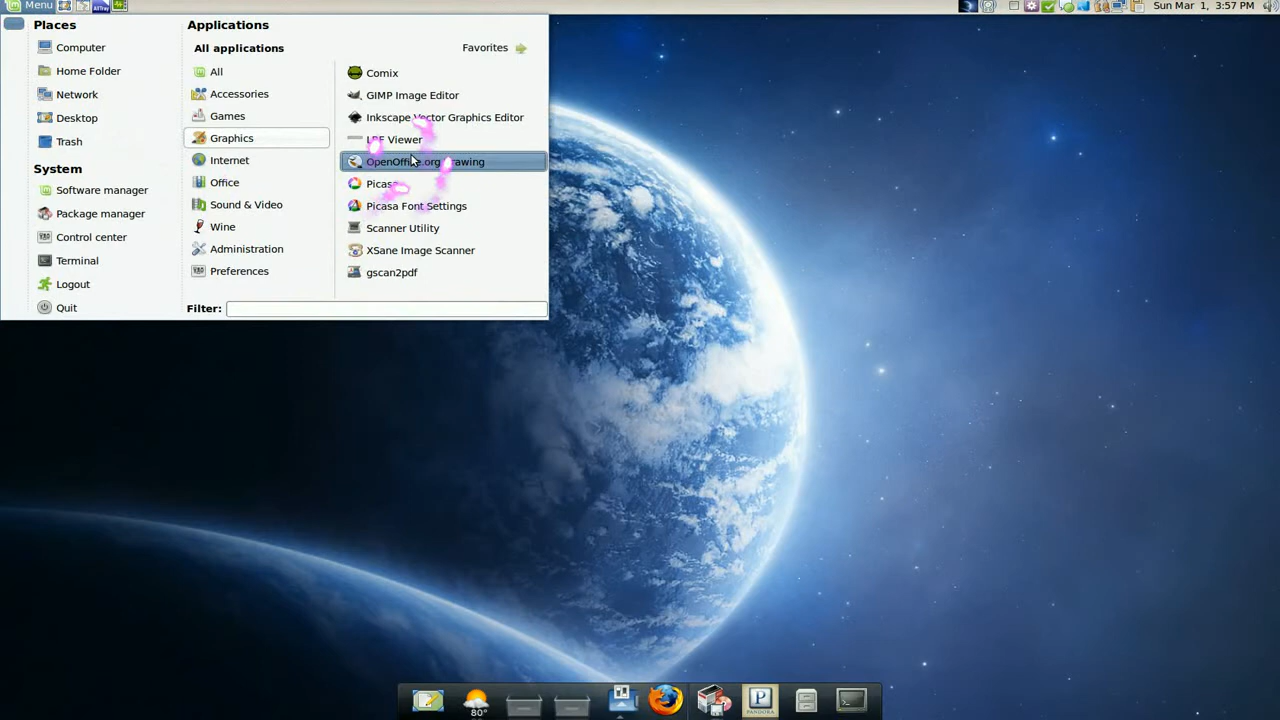 Menu
Sun Mar 1, 3:57 PM
Places
Computer
Home Folder
Network
Desktop
Trash
System
Software manager
Package manager
Control center
Terminal
Logout
Quit
Applications
All applications
Favorites
All
Accessories
Games
Graphics
Internet
Office
Sound & Video
Wine
Administration
Preferences
Comix
GIMP Image Editor
Inkscape Vector Graphics Editor
Viewer
OpenOffice.org Drawing
Picasa
Picasa Font Settings
Scanner Utility
XSane Image Scanner
gscan2pdf
Filter:
80°
P
PANDORA